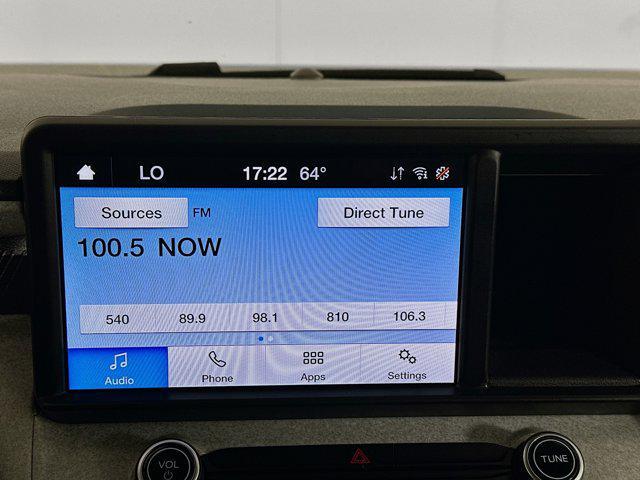 LO 17:22 64°
Sources FM Direct Tune
100.5 NOW
540 89.9 98.1 810 106.3
Audio Phone Apps Settings
VOL TUNE